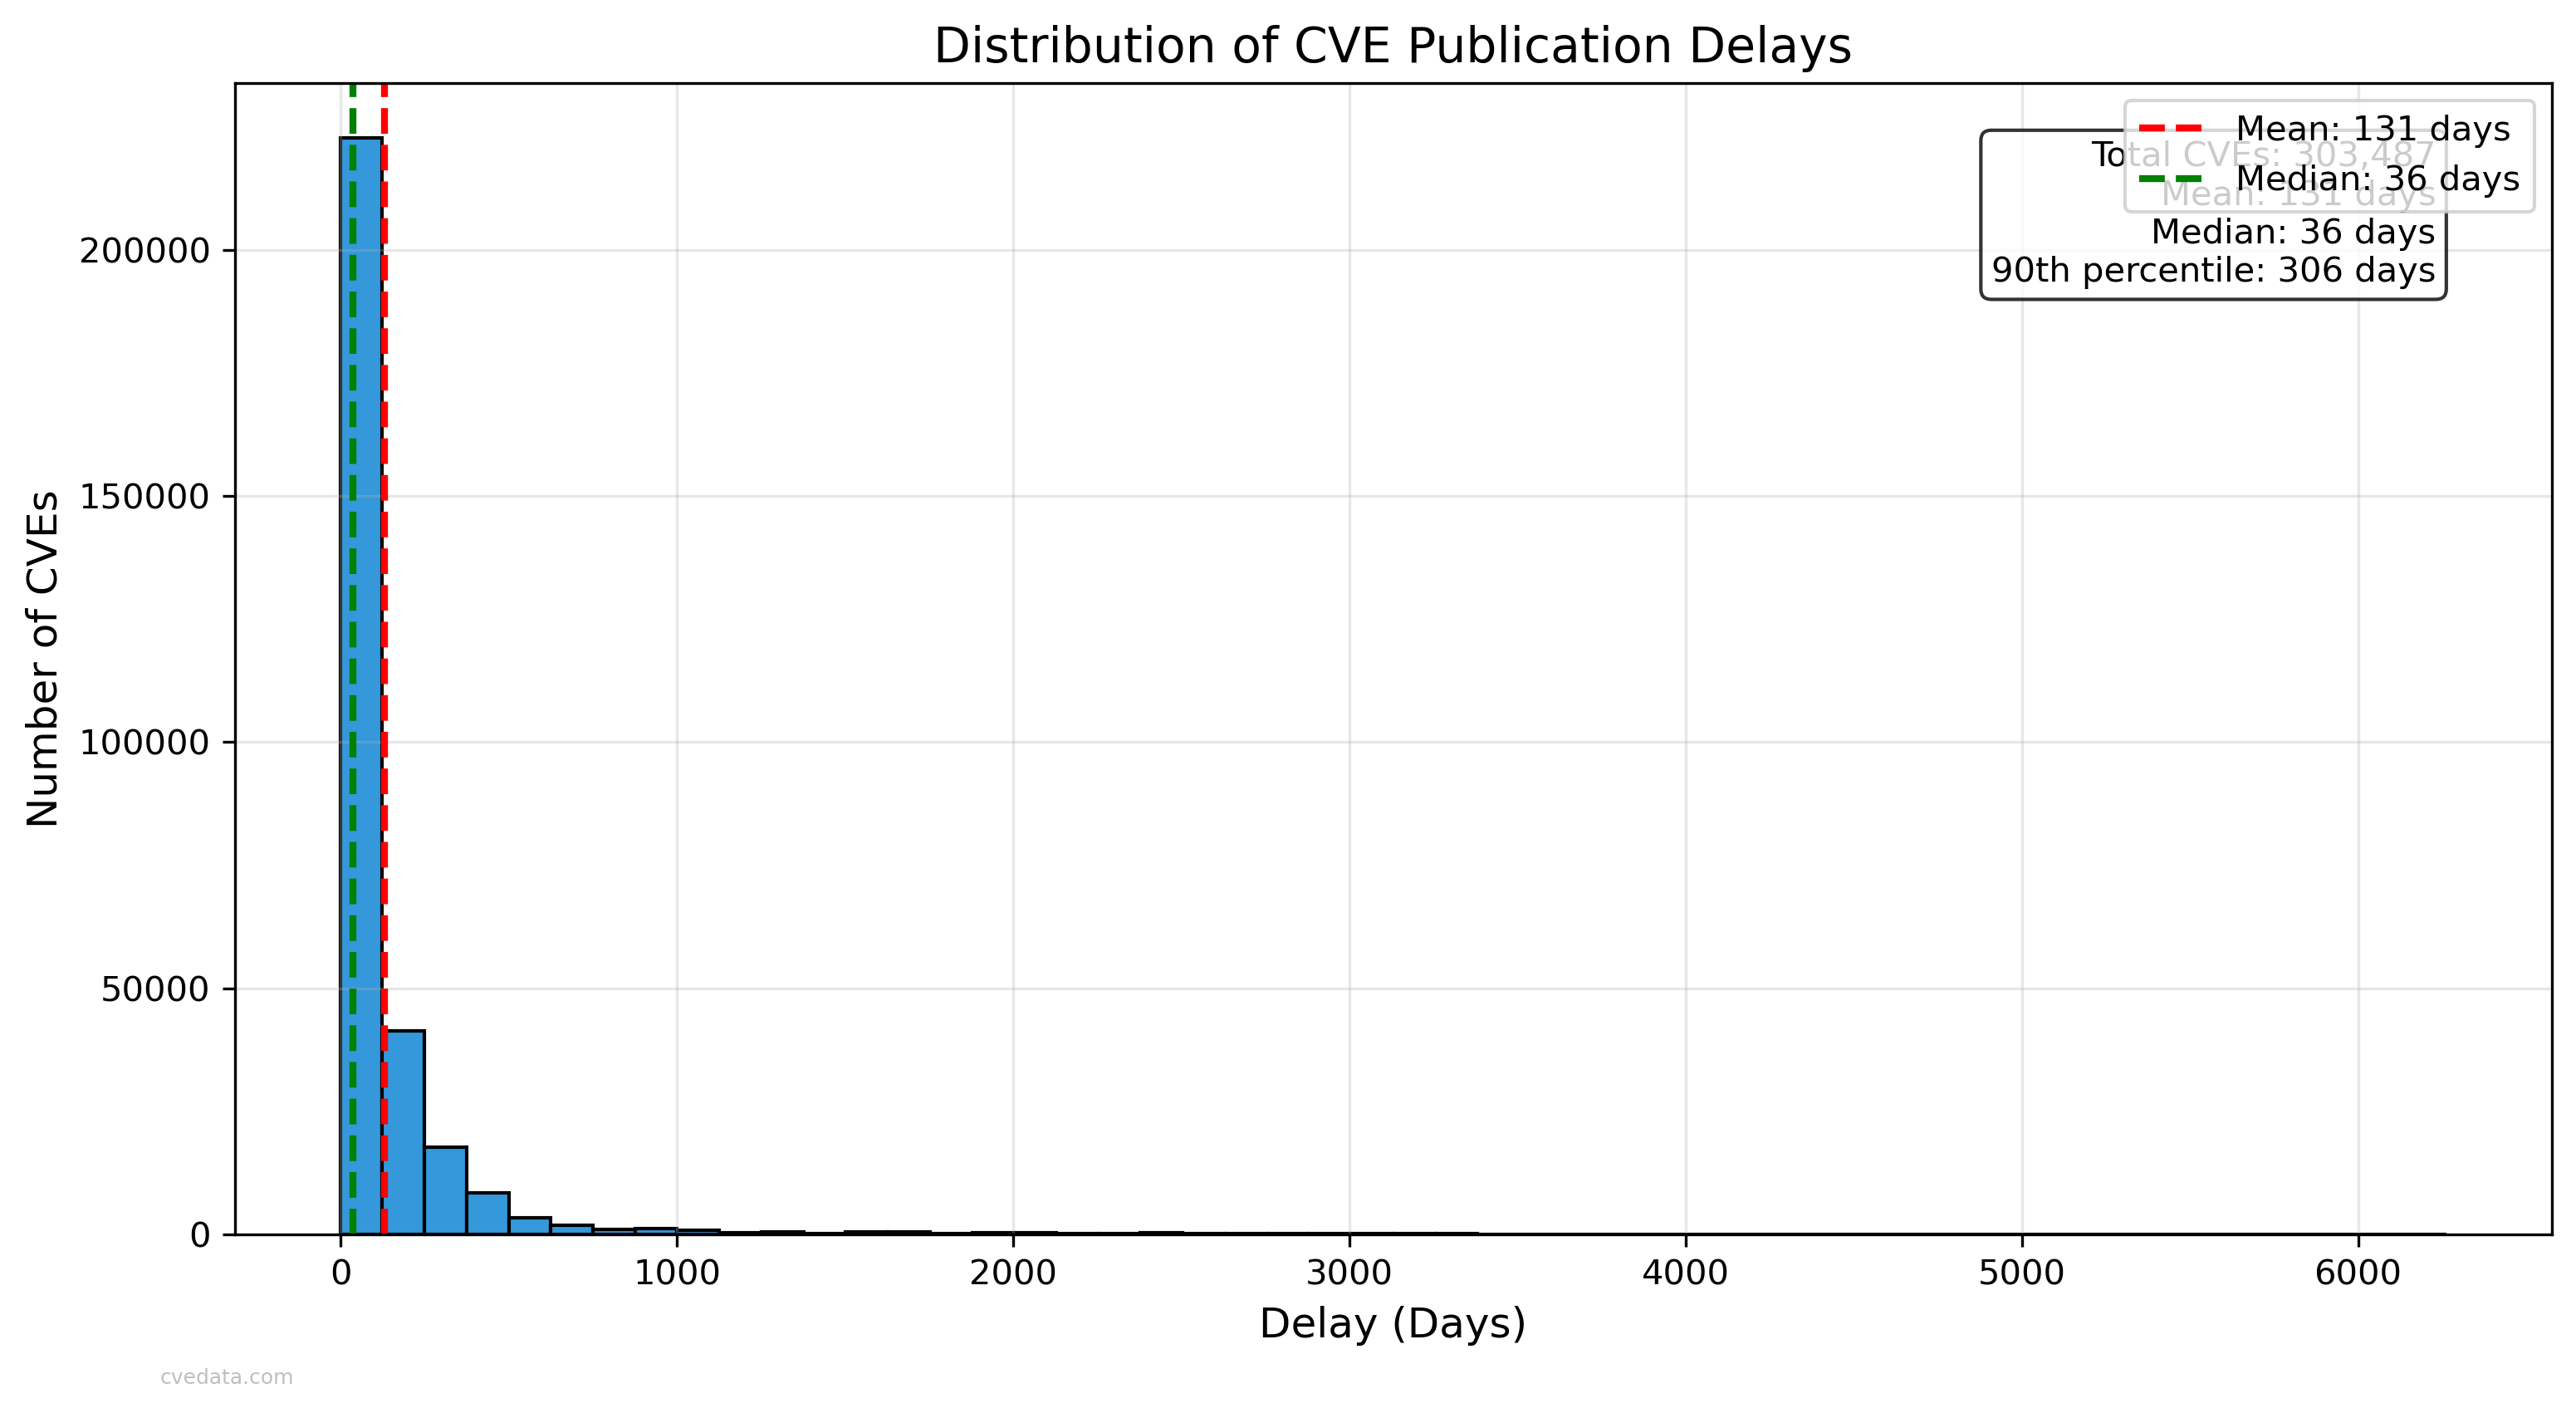 Distribution of CVE Publication Delays
Mean: 131 days
Median: 36 days
Total CVEs: 303,487
Mean: 131 days
Median: 36 days
90th percentile: 306 days
Number of CVEs
200000
150000
100000
50000
0
0 1000 2000 3000 4000 5000 6000
Delay (Days)
cvedata.com